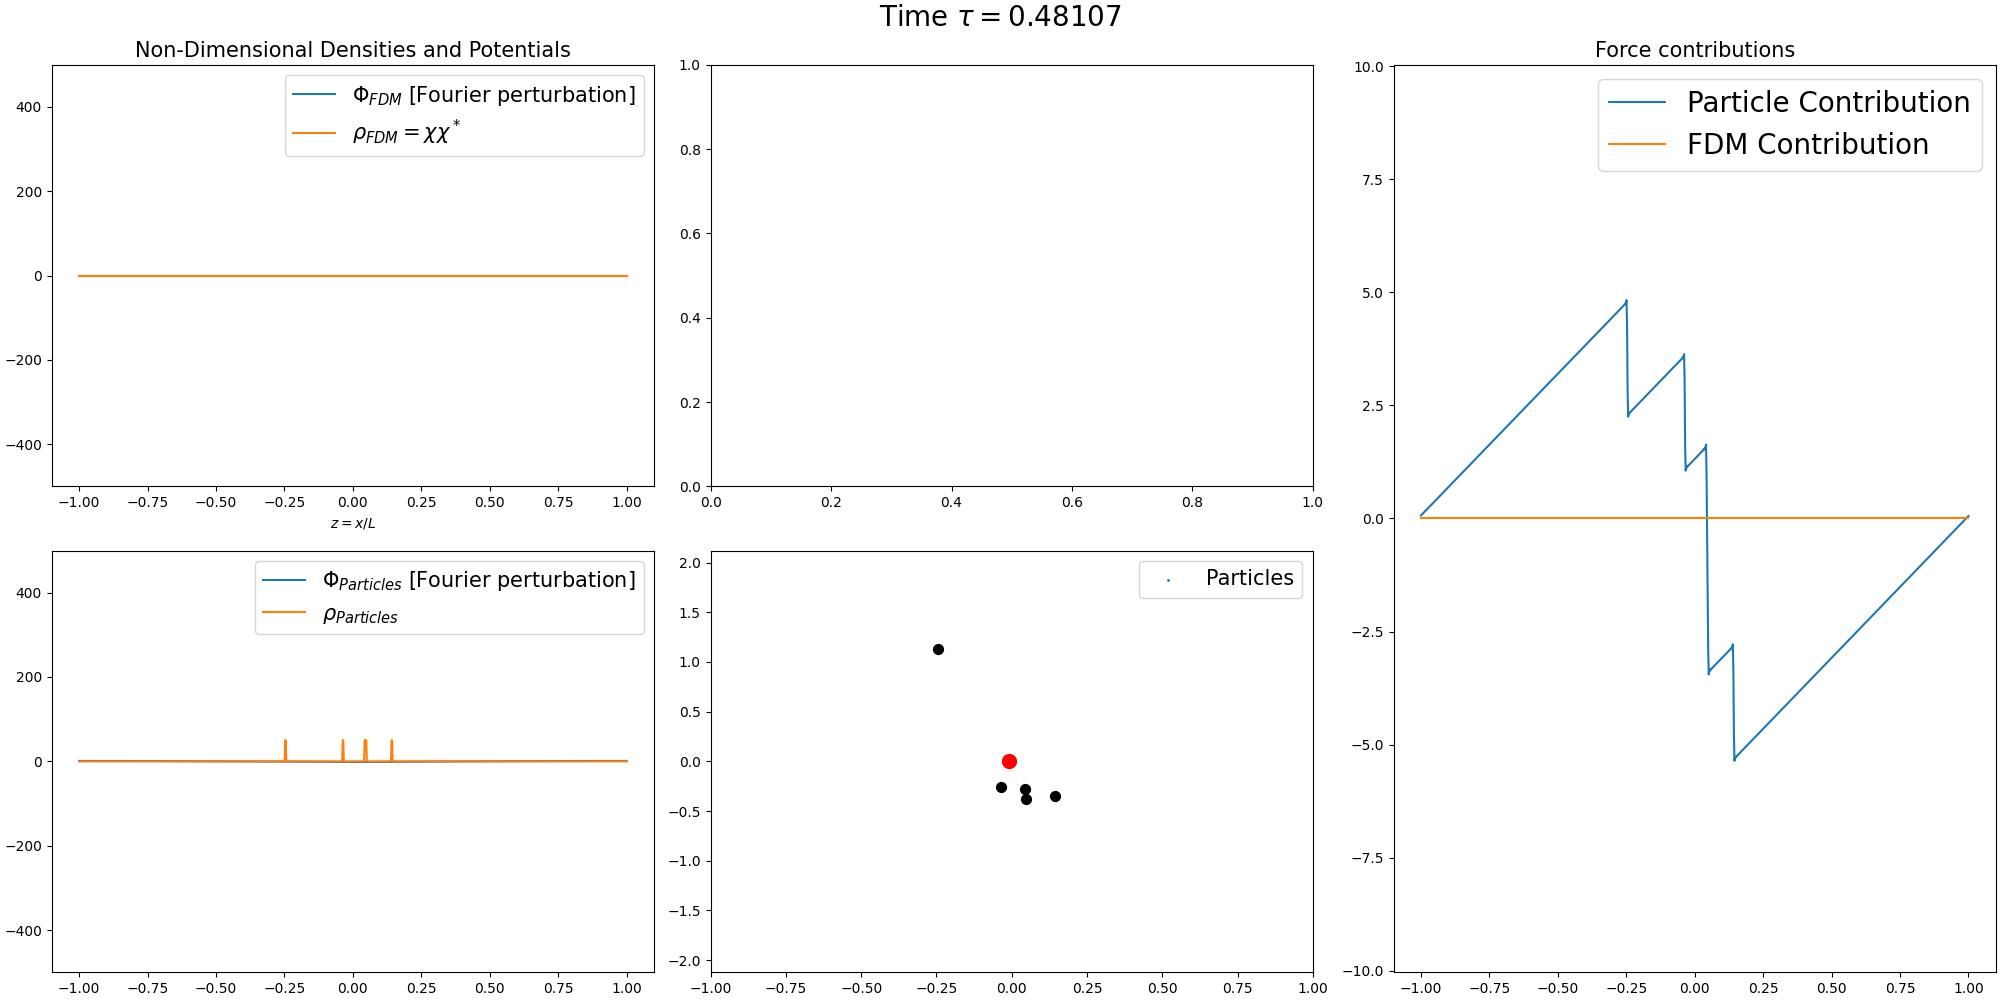 Time τ = 0.48107
Non-Dimensional Densities and Potentials
Φ_FDM [Fourier perturbation]
ρ_FDM = χχ*
400
200
0
−200
−400
−1.00 −0.75 −0.50 −0.25 0.00 0.25 0.50 0.75 1.00
z = x/L
1.0
0.8
0.6
0.4
0.2
0.0
0.0 0.2 0.4 0.6 0.8 1.0
Force contributions
Particle Contribution
FDM Contribution
10.0
7.5
5.0
2.5
0.0
−2.5
−5.0
−7.5
−10.0
−1.00 −0.75 −0.50 −0.25 0.00 0.25 0.50 0.75 1.00
Φ_Particles [Fourier perturbation]
ρ_Particles
400
200
0
−200
−400
−1.00 −0.75 −0.50 −0.25 0.00 0.25 0.50 0.75 1.00
Particles
2.0
1.5
1.0
0.5
0.0
−0.5
−1.0
−1.5
−2.0
−1.00 −0.75 −0.50 −0.25 0.00 0.25 0.50 0.75 1.00